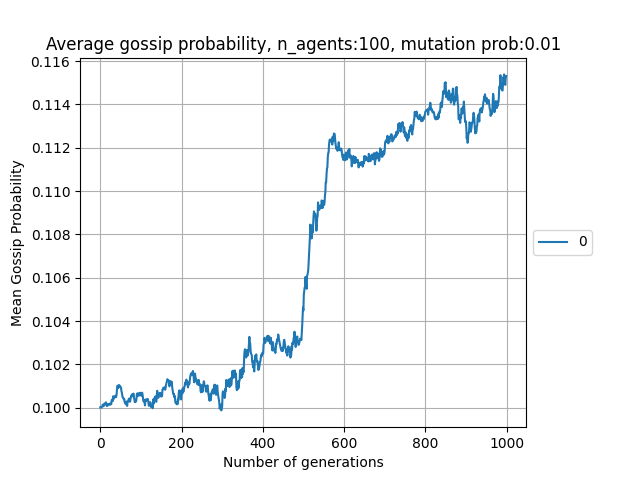 Average gossip probability, n_agents:100, mutation prob:0.01
0.116
0.114
0.112
0.110
0.108
0.106
0.104
0.102
0.100
Mean Gossip Probability
0
0 200 400 600 800 1000
Number of generations